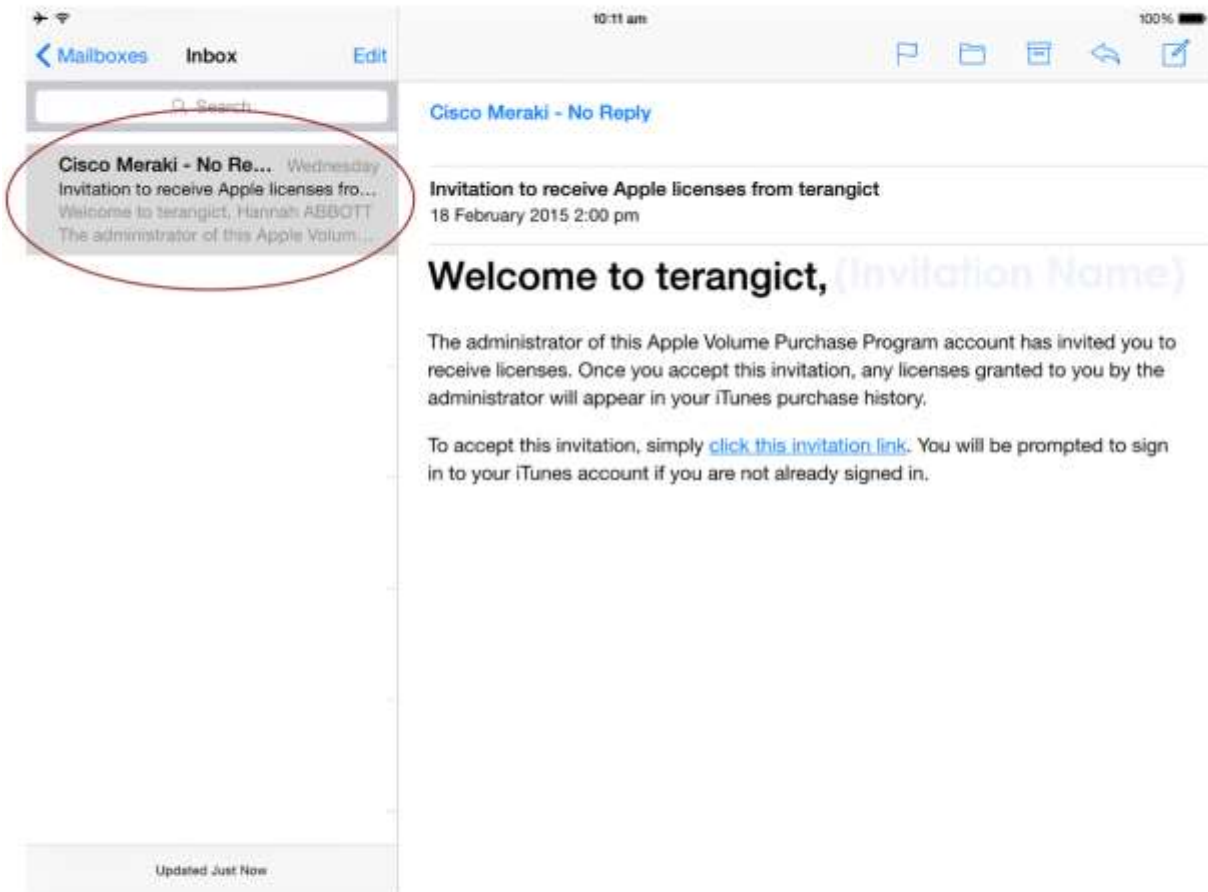 10:11 am
100%
Mailboxes
Inbox
Edit
Search
Cisco Meraki - No Re... Wednesday
Invitation to receive Apple licenses fro...
Welcome to terangict, Hannah ABBOTT
The administrator of this Apple Volum...
Updated Just Now
Cisco Meraki - No Reply
Invitation to receive Apple licenses from terangict
18 February 2015 2:00 pm
Welcome to terangict, (Invitation Name)
The administrator of this Apple Volume Purchase Program account has invited you to
receive licenses. Once you accept this invitation, any licenses granted to you by the
administrator will appear in your iTunes purchase history.
To accept this invitation, simply click this invitation link. You will be prompted to sign
in to your iTunes account if you are not already signed in.